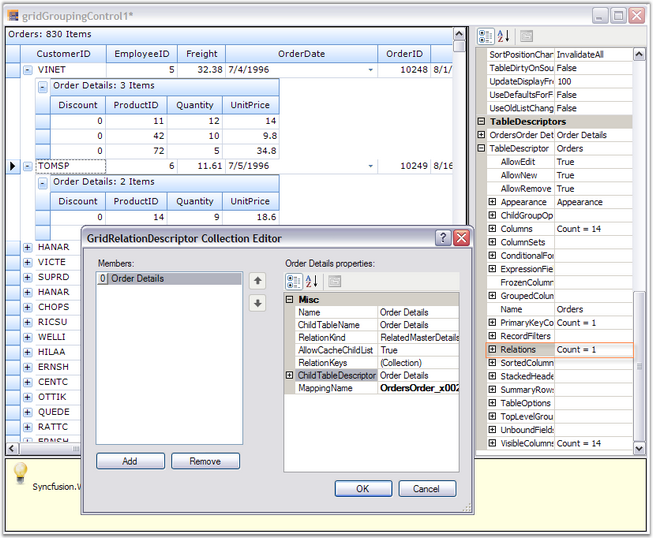 gridGroupingControl1*
Orders: 830 Items
CustomerID EmployeeID Freight OrderDate OrderID
VINET 5 32.38 7/4/1996 10248 8/1/
Order Details: 3 Items
Discount ProductID Quantity UnitPrice
0 11 12 14
0 42 10 9.8
0 72 5 34.8
TOMSP 6 11.61 7/5/1996 10249 8/16
Order Details: 2 Items
Discount ProductID Quantity UnitPrice
0 14 9 18.6
HANAR
VICTE
SUPRD
HANAR
CHOPS
RICSU
WELLI
HILAA
ERNSH
CENTC
OTTIK
QUEDE
RATTC
ERNSH
Syncfusion.W
GridRelationDescriptor Collection Editor
Members:
0 Order Details
Add Remove
Order Details properties:
Misc
Name Order Details
ChildTableName Order Details
RelationKind RelatedMasterDetails
AllowCacheChildList True
RelationKeys (Collection)
ChildTableDescriptor Order Details
MappingName OrdersOrder_x002
OK Cancel
SortPositionChan InvalidateAll
TableDirtyOnSou False
UpdateDisplayFre 100
UseDefaultsForF False
UseOldListChang False
TableDescriptors
OrdersOrder Det Order Details
TableDescriptor Orders
AllowEdit True
AllowNew True
AllowRemove True
Appearance Appearance
ChildGroupOp
Columns Count = 14
ColumnSets
ConditionalFor
ExpressionFie
FrozenColumn
GroupedColum
Name Orders
PrimaryKeyCo Count = 1
RecordFilters
Relations Count = 1
SortedColumn
StackedHeade
SummaryRows
TableOptions
TopLevelGrou
UnboundFields
VisibleColumns Count = 14